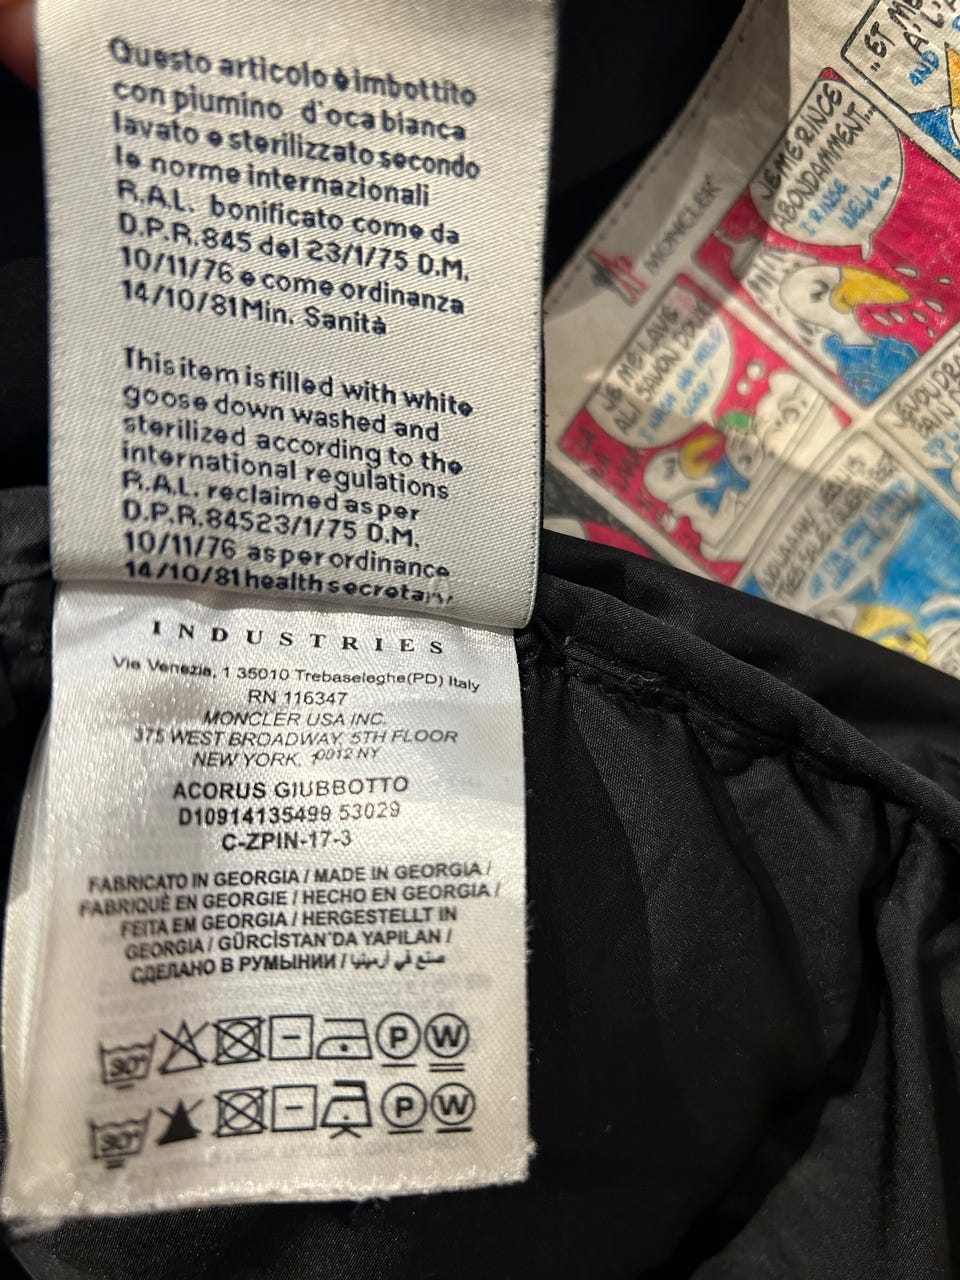 Questo articolo è imbottito
con piumino d'oca bianca
lavato e sterilizzato secondo
le norme internazionali
R.A.L. bonificato come da
D.P.R.845 del 23/1/75 D.M.
10/11/76 e come ordinanza
14/10/81Min. Sanità
This item is filled with white
goose down washed and
sterilized according to the
international regulations
R.A.L. reclaimed as per
D.P.R.84523/1/75 D.M.
10/11/76 as per ordinance
14/10/81 health secretary
INDUSTRIES
Via Venezia, 1 35010 Trebaseleghe(PD) Italy
RN 116347
MONCLER USA INC.
375 WEST BROADWAY, 5TH FLOOR
NEW YORK, 10012 NY
ACORUS GIUBBOTTO
D10914135499 53029
C-ZPIN-17-3
FABRICATO IN GEORGIA / MADE IN GEORGIA /
FABRIQUÈ EN GEORGIE / HECHO EN GEORGIA /
FEITA EM GEORGIA / HERGESTELLT IN
GEORGIA / GÜRCİSTAN'DA YAPILAN /
СДЕЛАНО В РУМЫНИИ / صنع في أرمينيا
30° P W
30° P W
MONCLER
„ET ME
À L'
AND
JE ME RINCE
ABONDAMMENT...
I RINSE
WELL...
JE ME LAVE
AU SAVON DOUX